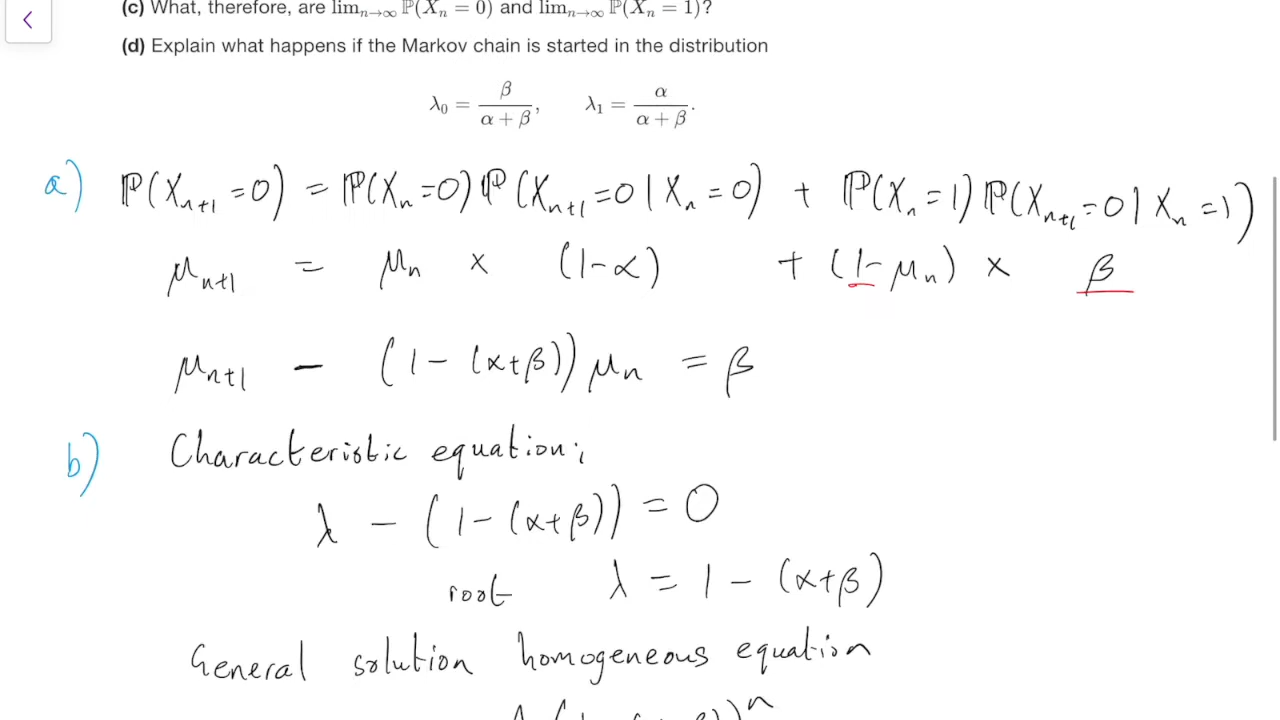 (c) What, therefore, are lim_{n→∞} ℙ(X_n = 0) and lim_{n→∞} ℙ(X_n = 1)?
(d) Explain what happens if the Markov chain is started in the distribution
λ_0 = β/(α + β), λ_1 = α/(α + β).
a) ℙ(X_{n+1} = 0) = ℙ(X_n = 0) ℙ(X_{n+1} = 0 | X_n = 0) + ℙ(X_n = 1) ℙ(X_{n+1} = 0 | X_n = 1)
μ_{n+1} = μ_n × (1-α) + (1-μ_n) × β
μ_{n+1} - (1-(α+β)) μ_n = β
b) Characteristic equation:
λ - (1-(α+β)) = 0
root λ = 1 - (α+β)
General solution homogeneous equation